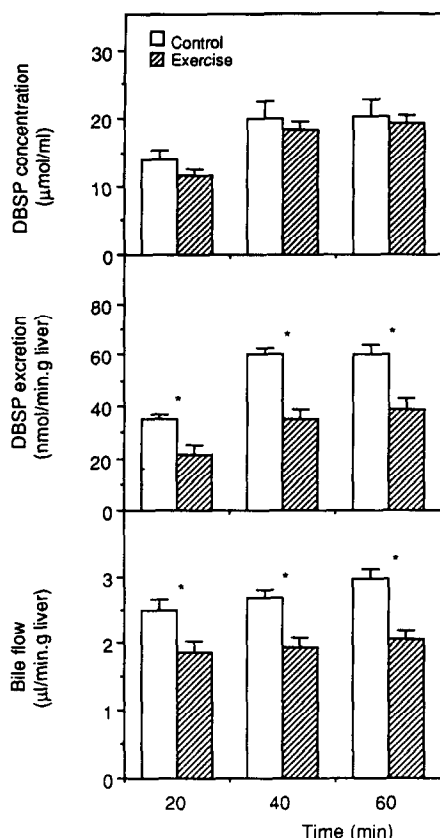 Control
Exercise
DBSP concentration
(μmol/ml)
30
20
10
0
*
*
*
DBSP excretion
(nmol/min.g liver)
80
60
40
20
0
*
*
*
Bile flow
(μl/min.g liver)
3
2
1
0
20 40 60
Time (min)